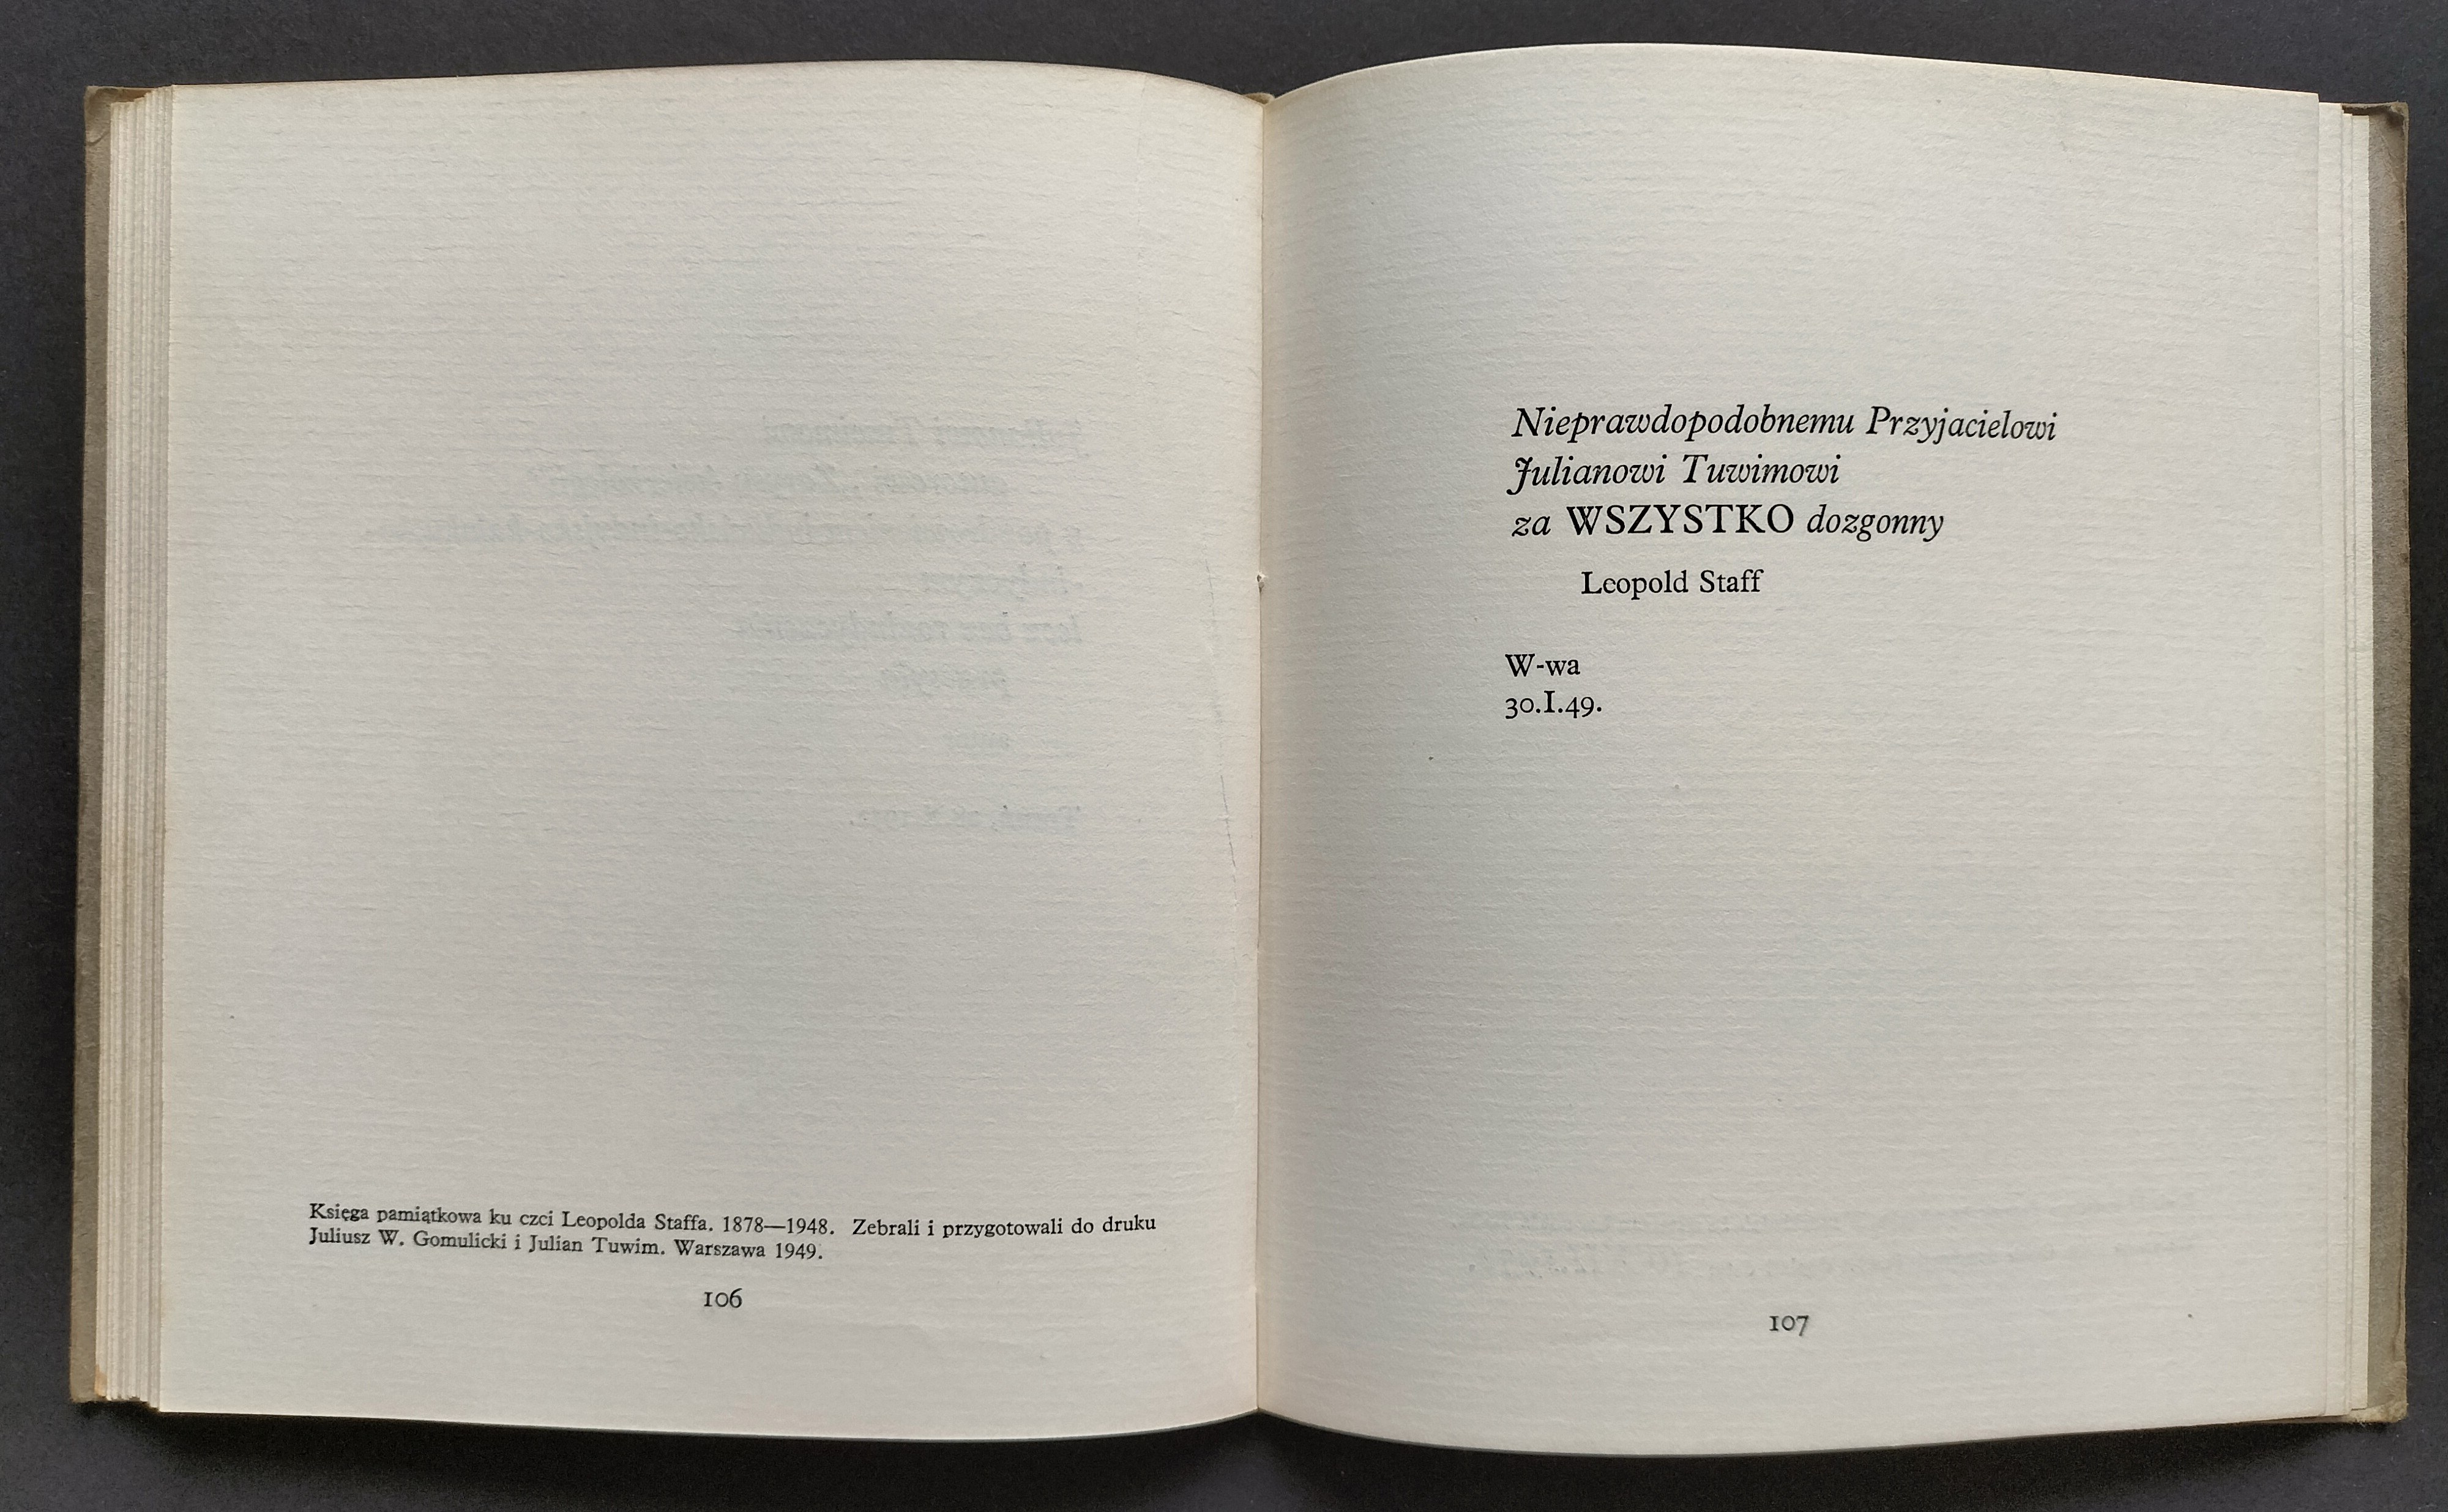 Księga pamiątkowa ku czci Leopolda Staffa. 1878—1948. Zebrali i przygotowali do druku
Juliusz W. Gomulicki i Julian Tuwim. Warszawa 1949.
106
Nieprawdopodobnemu Przyjacielowi
Julianowi Tuwimowi
za WSZYSTKO dozgonny
Leopold Staff
W-wa
30.I.49.
107